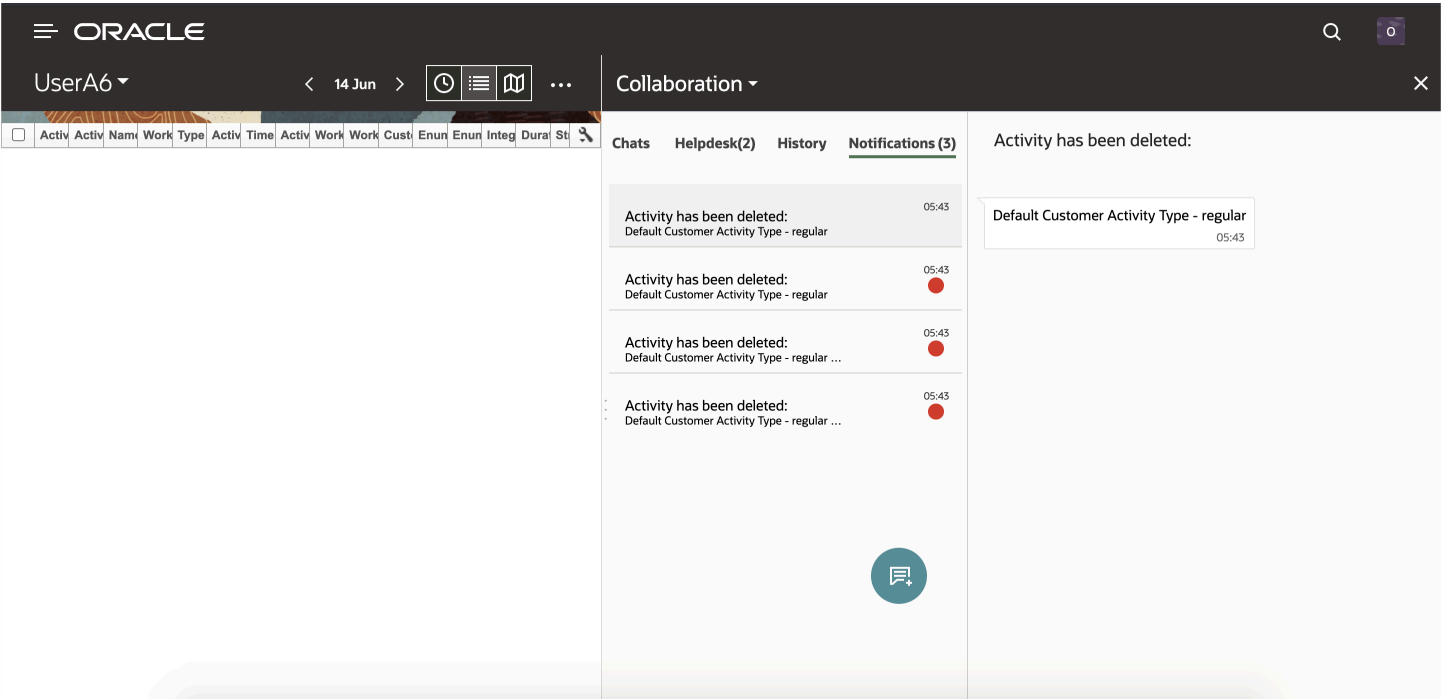 ORACLE
O
UserA6
14 Jun
Collaboration
Activ Activ Name Work Type Activ Time Activ Work Work Cust Enun Enun Integ Dura St
Chats Helpdesk(2) History Notifications (3)
Activity has been deleted:
05:43
Activity has been deleted:
Default Customer Activity Type - regular
05:43
Activity has been deleted:
Default Customer Activity Type - regular
05:43
Activity has been deleted:
Default Customer Activity Type - regular ...
05:43
Activity has been deleted:
Default Customer Activity Type - regular ...
Default Customer Activity Type - regular
05:43